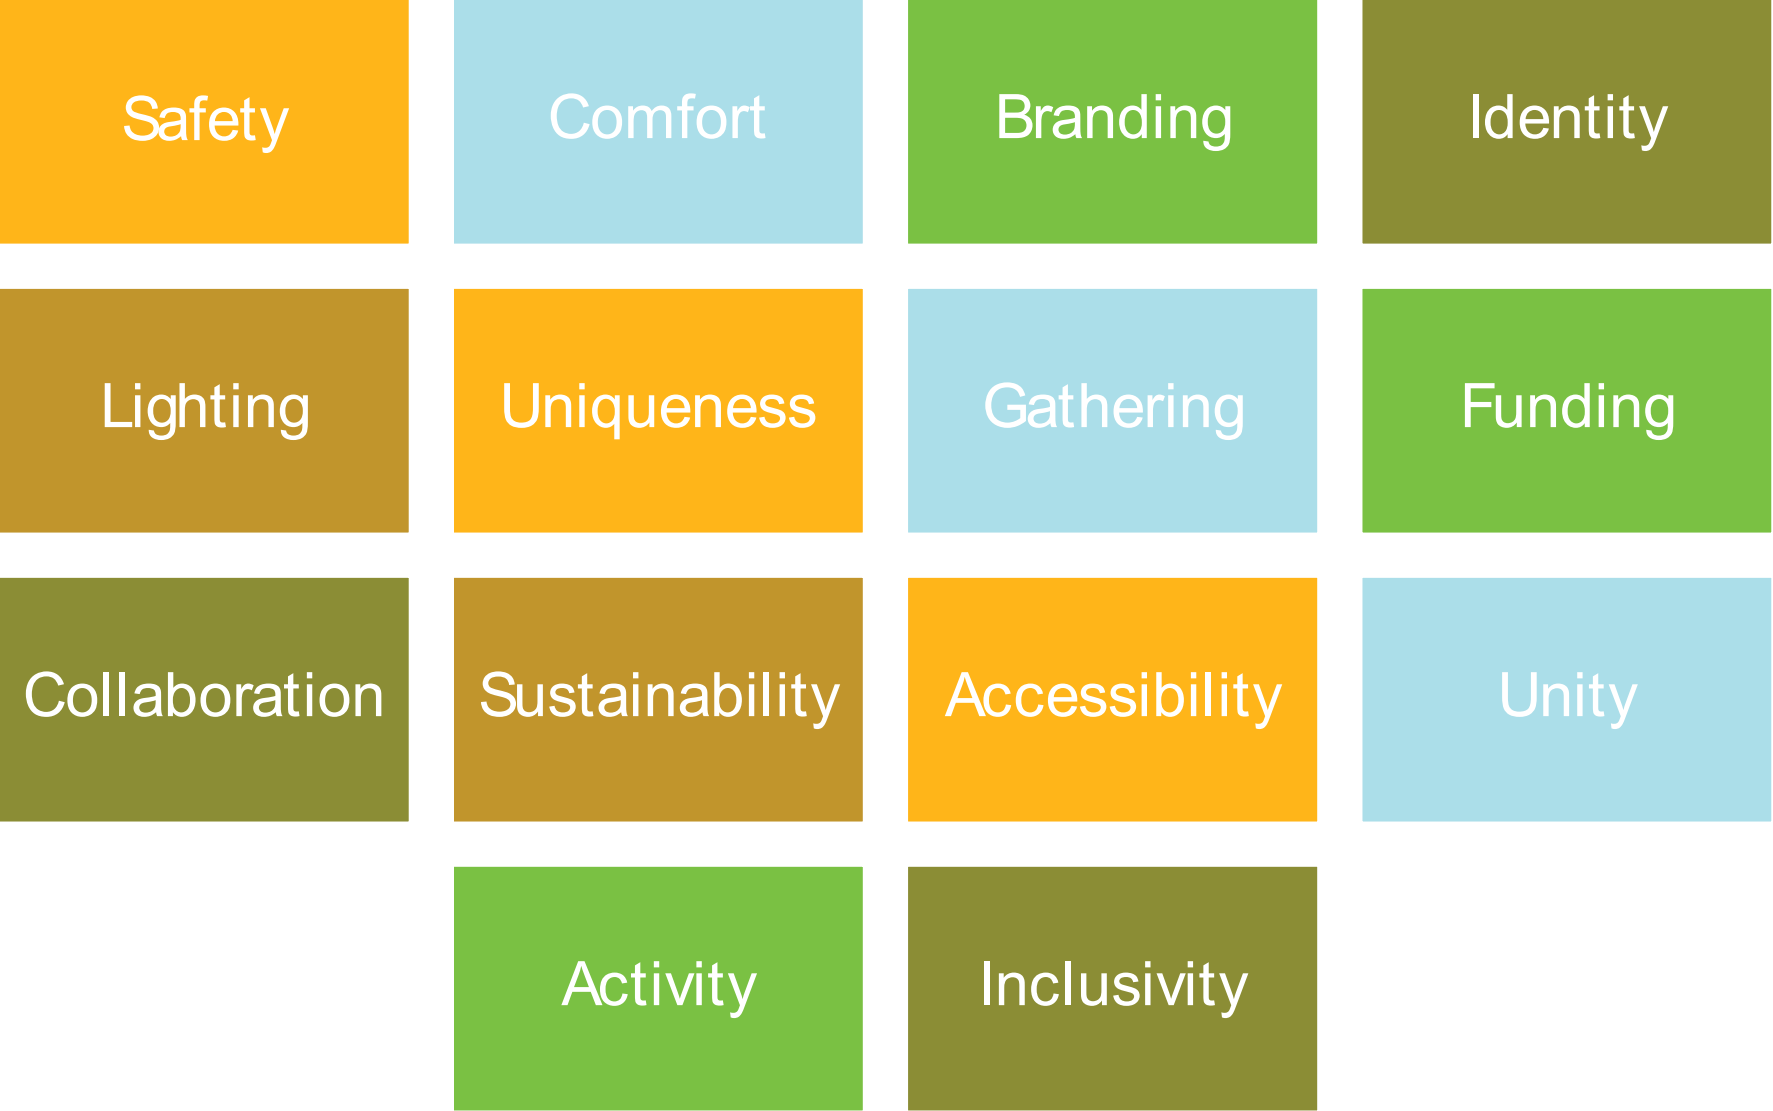 Safety
Comfort
Branding
Identity
Lighting
Uniqueness
Gathering
Funding
Collaboration
Sustainability
Accessibility
Unity
Activity
Inclusivity